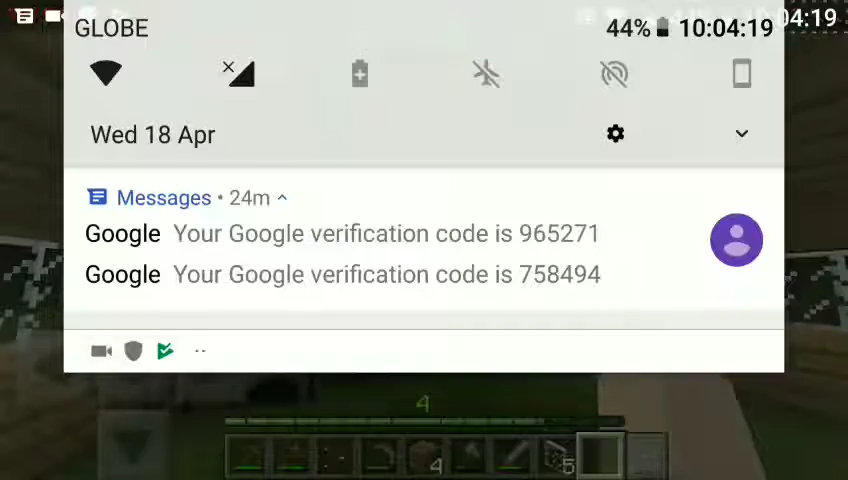 10:04:19
GLOBE 44% 10:04:19
Wed 18 Apr
Messages • 24m
Google Your Google verification code is 965271
Google Your Google verification code is 758494
4
4 5